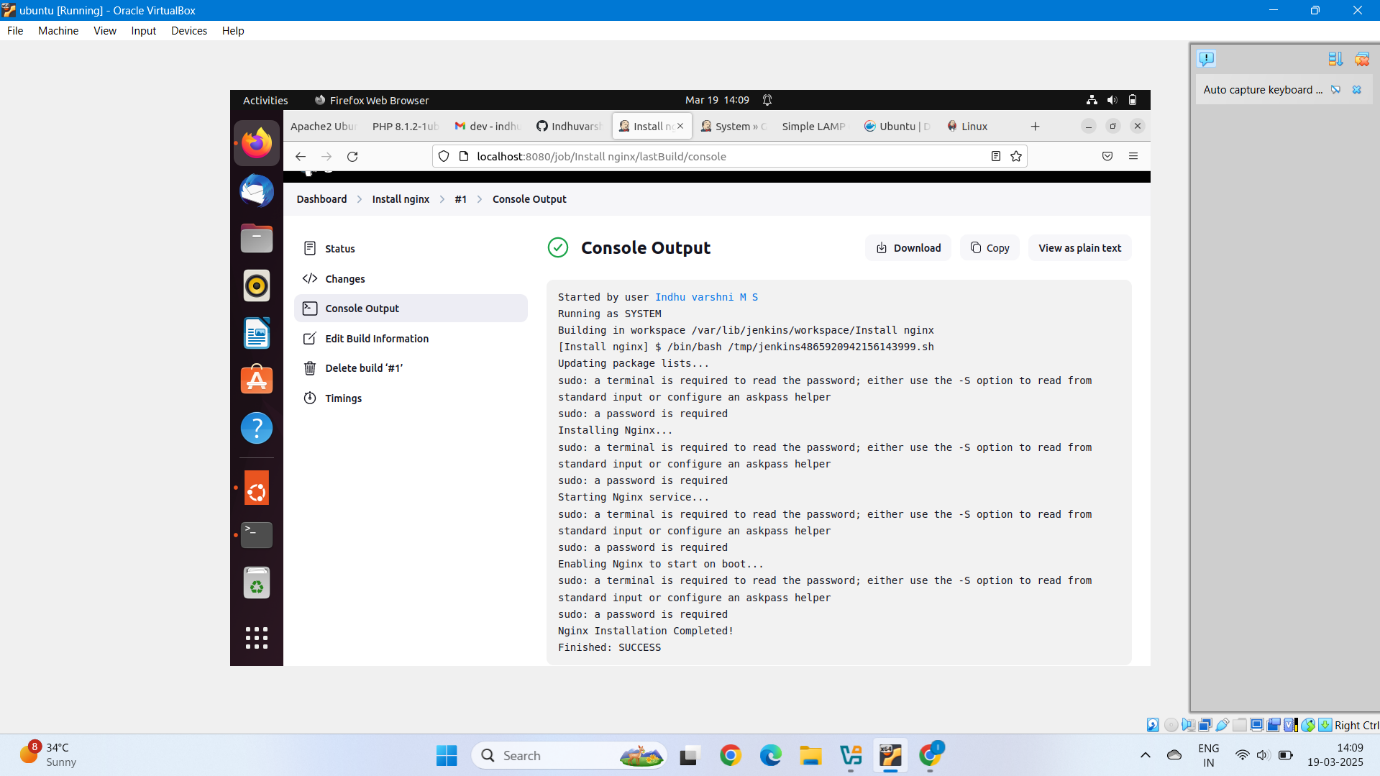 ubuntu [Running] - Oracle VirtualBox
File Machine View Input Devices Help
Auto capture keyboard ...
Activities Firefox Web Browser Mar 19 14:09
Apache2 Ubun PHP 8.1.2-1ub dev - indhu Indhuvarsh Install n System » Simple LAMP Ubuntu | D Linux
localhost:8080/job/Install nginx/lastBuild/console
Dashboard Install nginx #1 Console Output
Status
Changes
Console Output
Edit Build Information
Delete build ‘#1’
Timings
Console Output
Download Copy View as plain text
Started by user Indhu varshni M S
Running as SYSTEM
Building in workspace /var/lib/jenkins/workspace/Install nginx
[Install nginx] $ /bin/bash /tmp/jenkins4865920942156143999.sh
Updating package lists...
sudo: a terminal is required to read the password; either use the -S option to read from
standard input or configure an askpass helper
sudo: a password is required
Installing Nginx...
sudo: a terminal is required to read the password; either use the -S option to read from
standard input or configure an askpass helper
sudo: a password is required
Starting Nginx service...
sudo: a terminal is required to read the password; either use the -S option to read from
standard input or configure an askpass helper
sudo: a password is required
Enabling Nginx to start on boot...
sudo: a terminal is required to read the password; either use the -S option to read from
standard input or configure an askpass helper
sudo: a password is required
Nginx Installation Completed!
Finished: SUCCESS
Right Ctrl
8
34°C
Sunny
Search
ENG
IN
14:09
19-03-2025